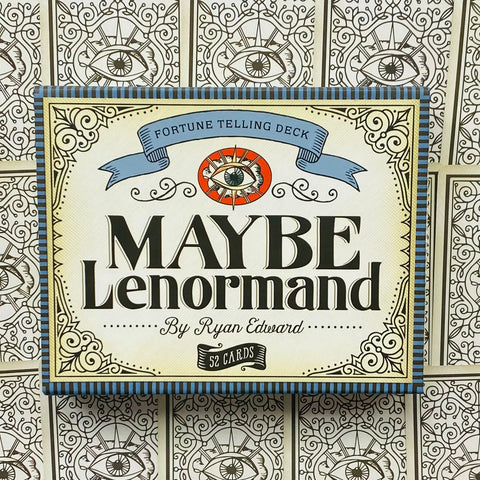 FORTUNE TELLING DECK
MAYBE
Lenormand
By Ryan Edward
52 CARDS